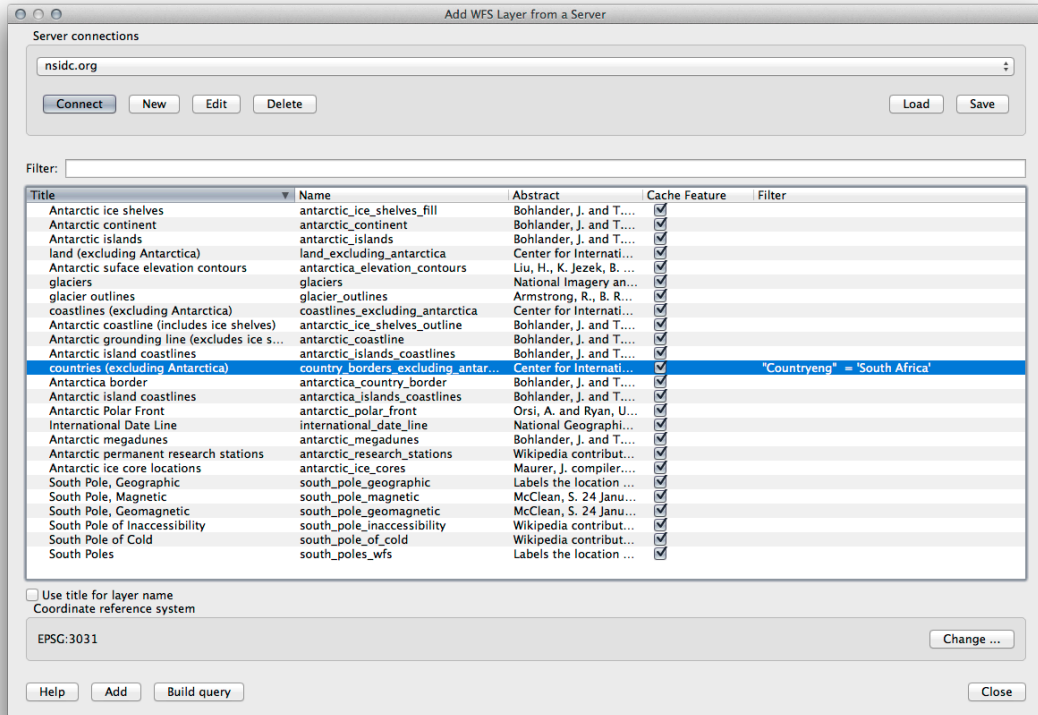 Add WFS Layer from a Server
Server connections
nsidc.org
Connect New Edit Delete Load Save
Filter:
Title Name Abstract Cache Feature Filter
Antarctic ice shelves antarctic_ice_shelves_fill Bohlander, J. and T....
Antarctic continent antarctic_continent Bohlander, J. and T....
Antarctic islands antarctic_islands Bohlander, J. and T....
land (excluding Antarctica) land_excluding_antarctica Center for Internati...
Antarctic suface elevation contours antarctica_elevation_contours Liu, H., K. Jezek, B. ...
glaciers glaciers National Imagery an...
glacier outlines glacier_outlines Armstrong, R., B. R...
coastlines (excluding Antarctica) coastlines_excluding_antarctica Center for Internati...
Antarctic coastline (includes ice shelves) antarctic_ice_shelves_outline Bohlander, J. and T....
Antarctic grounding line (excludes ice s... antarctic_coastline Bohlander, J. and T....
Antarctic island coastlines antarctic_islands_coastlines Bohlander, J. and T....
countries (excluding Antarctica) country_borders_excluding_antar... Center for Internati... "Countryeng" = 'South Africa'
Antarctica border antarctica_country_border Bohlander, J. and T....
Antarctic island coastlines antarctica_islands_coastlines Bohlander, J. and T....
Antarctic Polar Front antarctic_polar_front Orsi, A. and Ryan, U...
International Date Line international_date_line National Geographi...
Antarctic megadunes antarctic_megadunes Bohlander, J. and T....
Antarctic permanent research stations antarctic_research_stations Wikipedia contribut...
Antarctic ice core locations antarctic_ice_cores Maurer, J. compiler....
South Pole, Geographic south_pole_geographic Labels the location ...
South Pole, Magnetic south_pole_magnetic McClean, S. 24 Janu...
South Pole, Geomagnetic south_pole_geomagnetic McClean, S. 24 Janu...
South Pole of Inaccessibility south_pole_inaccessibility Wikipedia contribut...
South Pole of Cold south_pole_of_cold Wikipedia contribut...
South Poles south_poles_wfs Labels the location ...
Use title for layer name
Coordinate reference system
EPSG:3031
Change ...
Help Add Build query Close